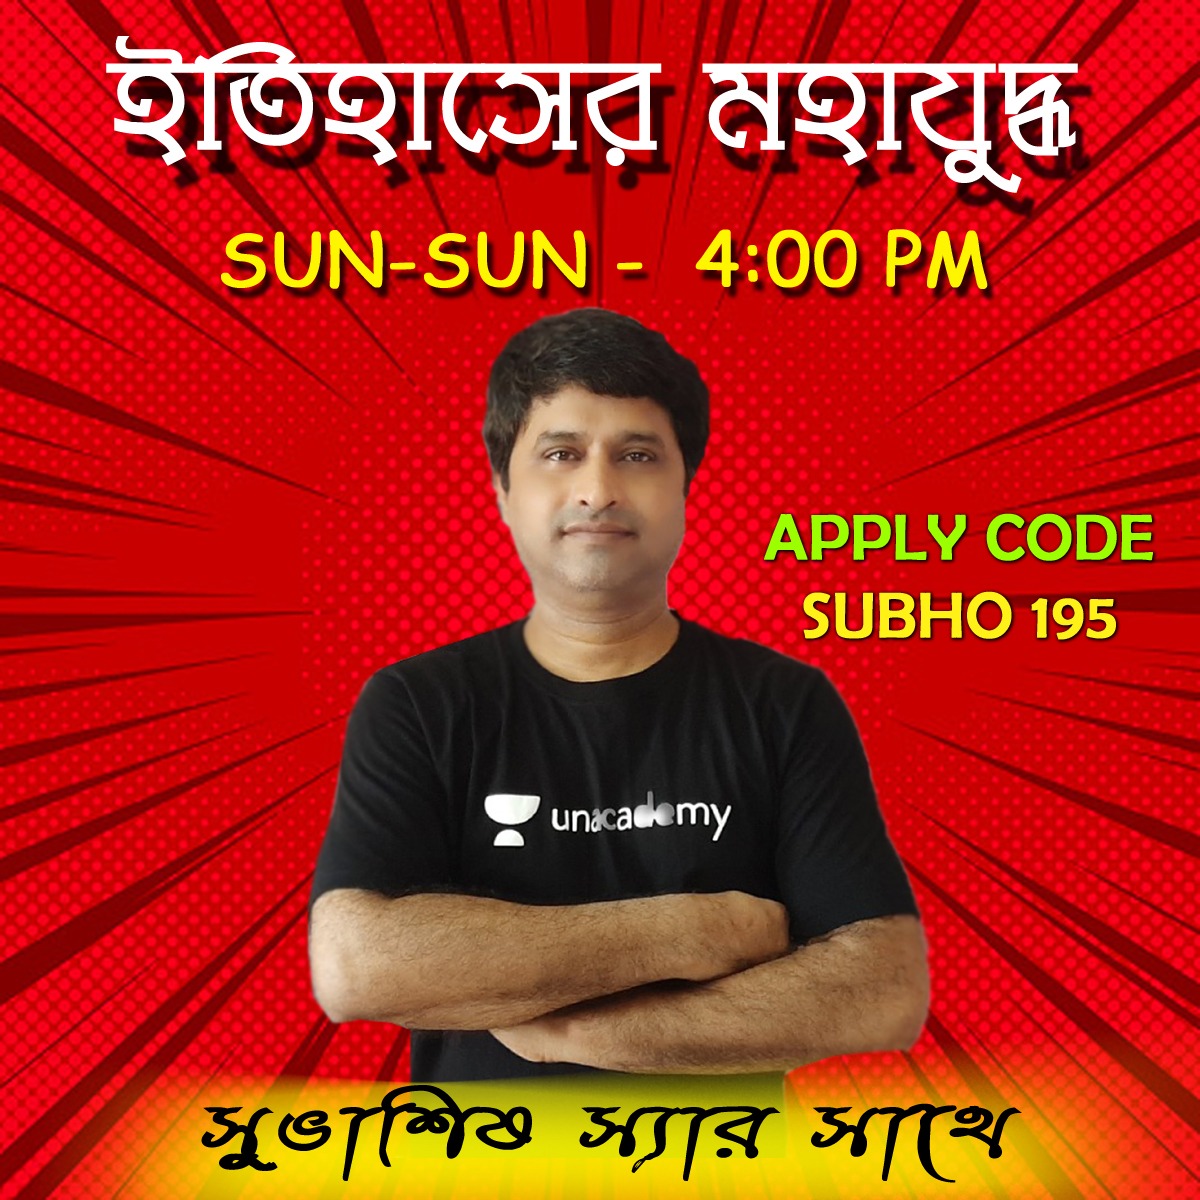 ইতিহাসের মহাযুদ্ধ
SUN-SUN - 4:00 PM
APPLY CODE
SUBHO 195
unacademy
সুভাশিষ স্যার সাথে